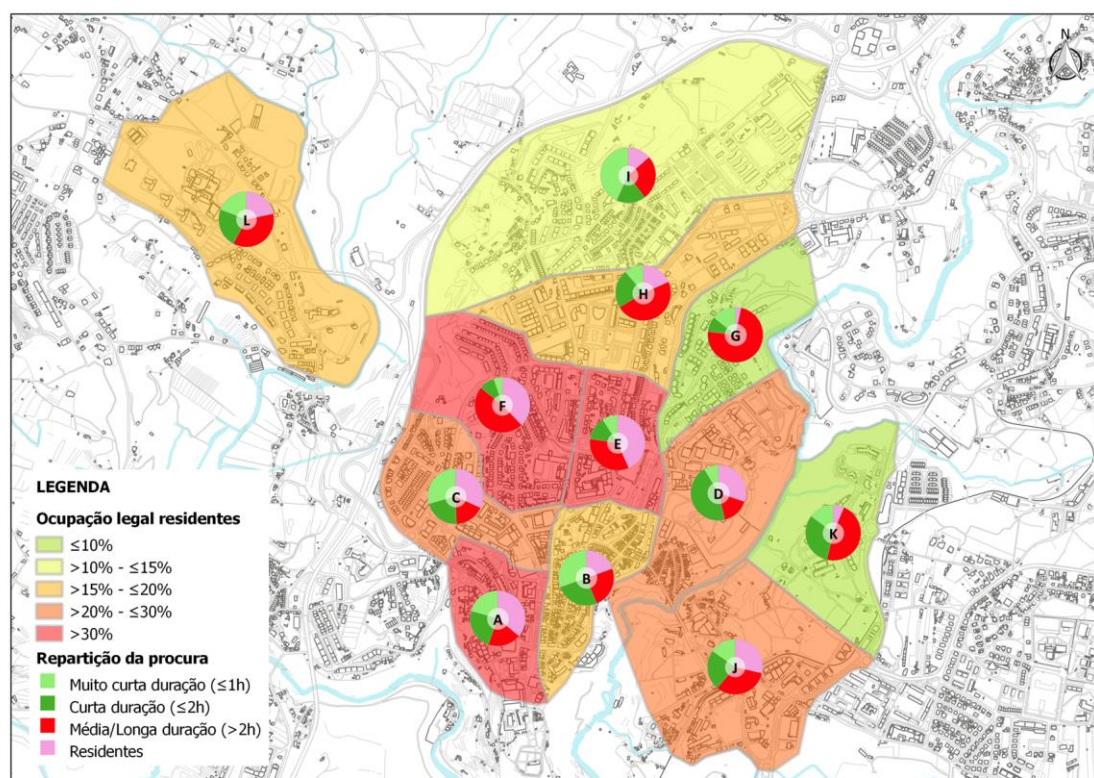 N
I
L
H
G
F
E
C
D
K
B
A
J
LEGENDA
Ocupação legal residentes
≤10%
>10% - ≤15%
>15% - ≤20%
>20% - ≤30%
>30%
Repartição da procura
Muito curta duração (≤1h)
Curta duração (≤2h)
Média/Longa duração (>2h)
Residentes